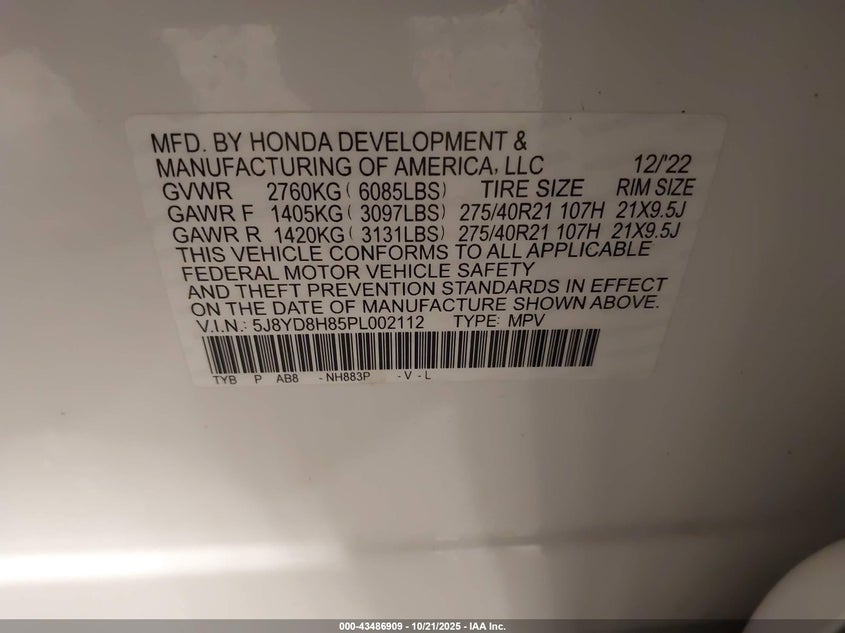 MFD. BY HONDA DEVELOPMENT &
MANUFACTURING OF AMERICA, LLC 12/'22
GVWR 2760KG ( 6085LBS) TIRE SIZE RIM SIZE
GAWR F 1405KG ( 3097LBS) 275/40R21 107H 21X9.5J
GAWR R 1420KG ( 3131LBS) 275/40R21 107H 21X9.5J
THIS VEHICLE CONFORMS TO ALL APPLICABLE
FEDERAL MOTOR VEHICLE SAFETY
AND THEFT PREVENTION STANDARDS IN EFFECT
ON THE DATE OF MANUFACTURE SHOWN ABOVE.
V.I.N.: 5J8YD8H85PL002112 TYPE: MPV
TYB P AB8 -NH883P -V-L
000-43486909 - 10/21/2025 - IAA Inc.